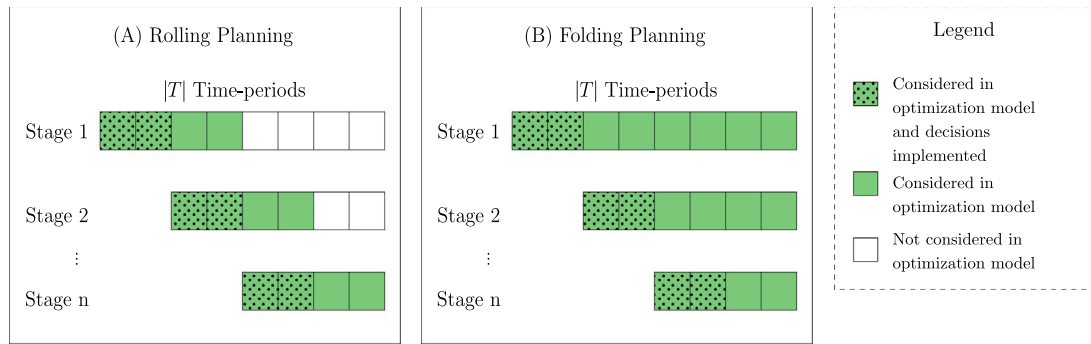 (A) Rolling Planning
|T| Time-periods
Stage 1
Stage 2
⋮
Stage n
(B) Folding Planning
|T| Time-periods
Stage 1
Stage 2
⋮
Stage n
Legend
Considered in
optimization model
and decisions
implemented
Considered in
optimization model
Not considered in
optimization model